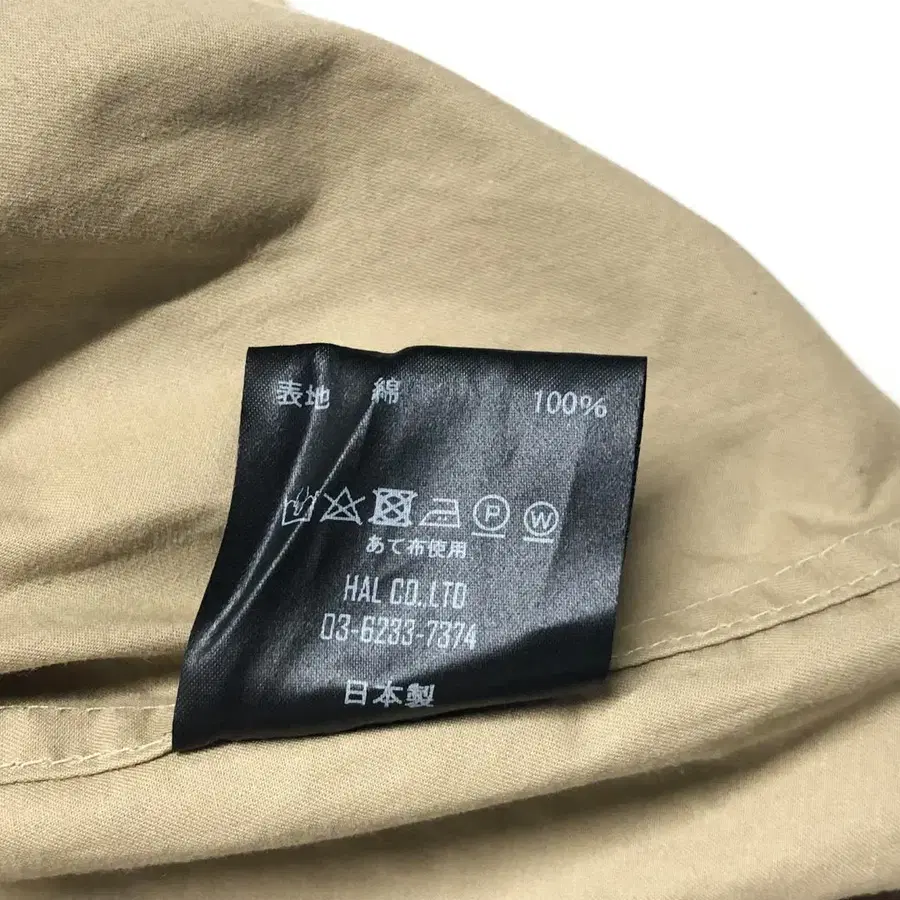 表地 綿 100%
P W
あて布使用
HAL CO.,LTD
03-6233-7374
日本製